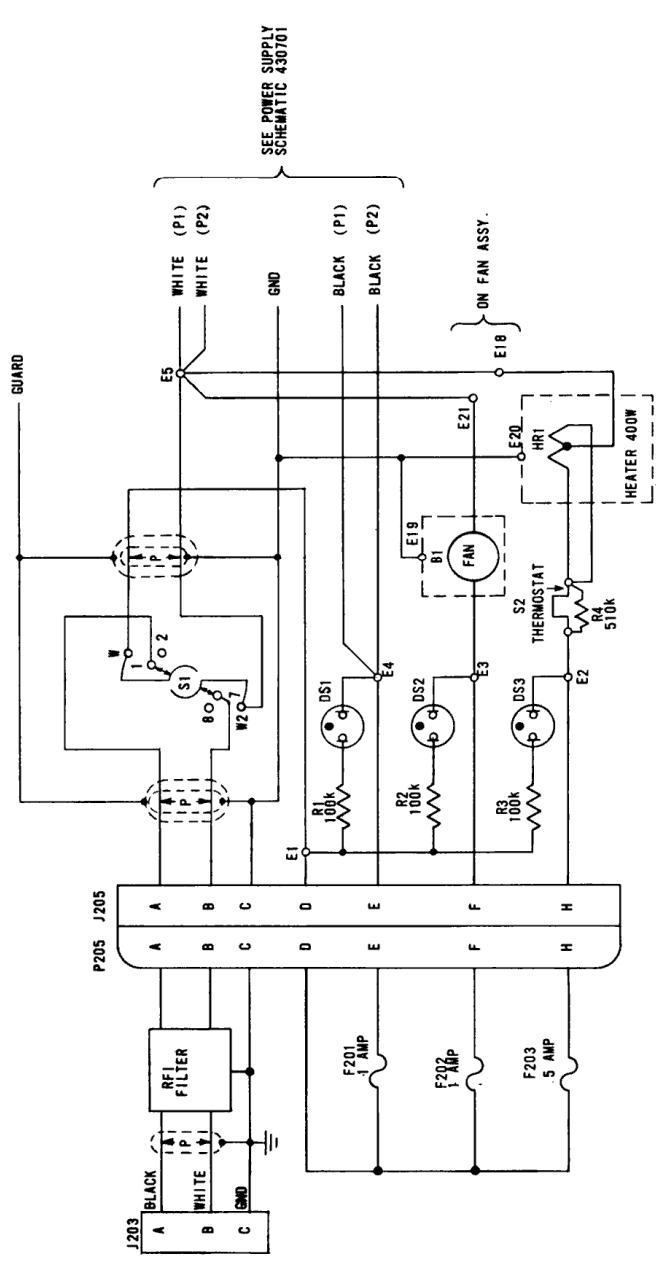 J203
A
B
C
BLACK
WHITE
GND
P
RFI
FILTER
P205
J205
A
A
B
B
C
C
D
D
E
E
F
F
H
H
F201
1 AMP
F202
1 AMP
F203
5 AMP
E1
R1
100k
R2
100k
R3
100k
DS1
DS2
DS3
E4
E3
E2
P
S1
W
1
2
8
7
W2
P
GUARD
E5
WHITE (P1)
WHITE (P2)
GND
BLACK (P1)
BLACK (P2)
SEE POWER SUPPLY
SCHEMATIC 430701
ON FAN ASSY.
E18
E21
E20
E19
B1
FAN
HR1
HEATER 400W
S2
THERMOSTAT
R4
510k